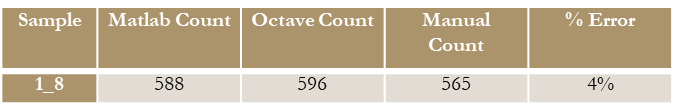 Sample Matlab Count Octave Count Manual Count % Error
1_8 588 596 565 4%